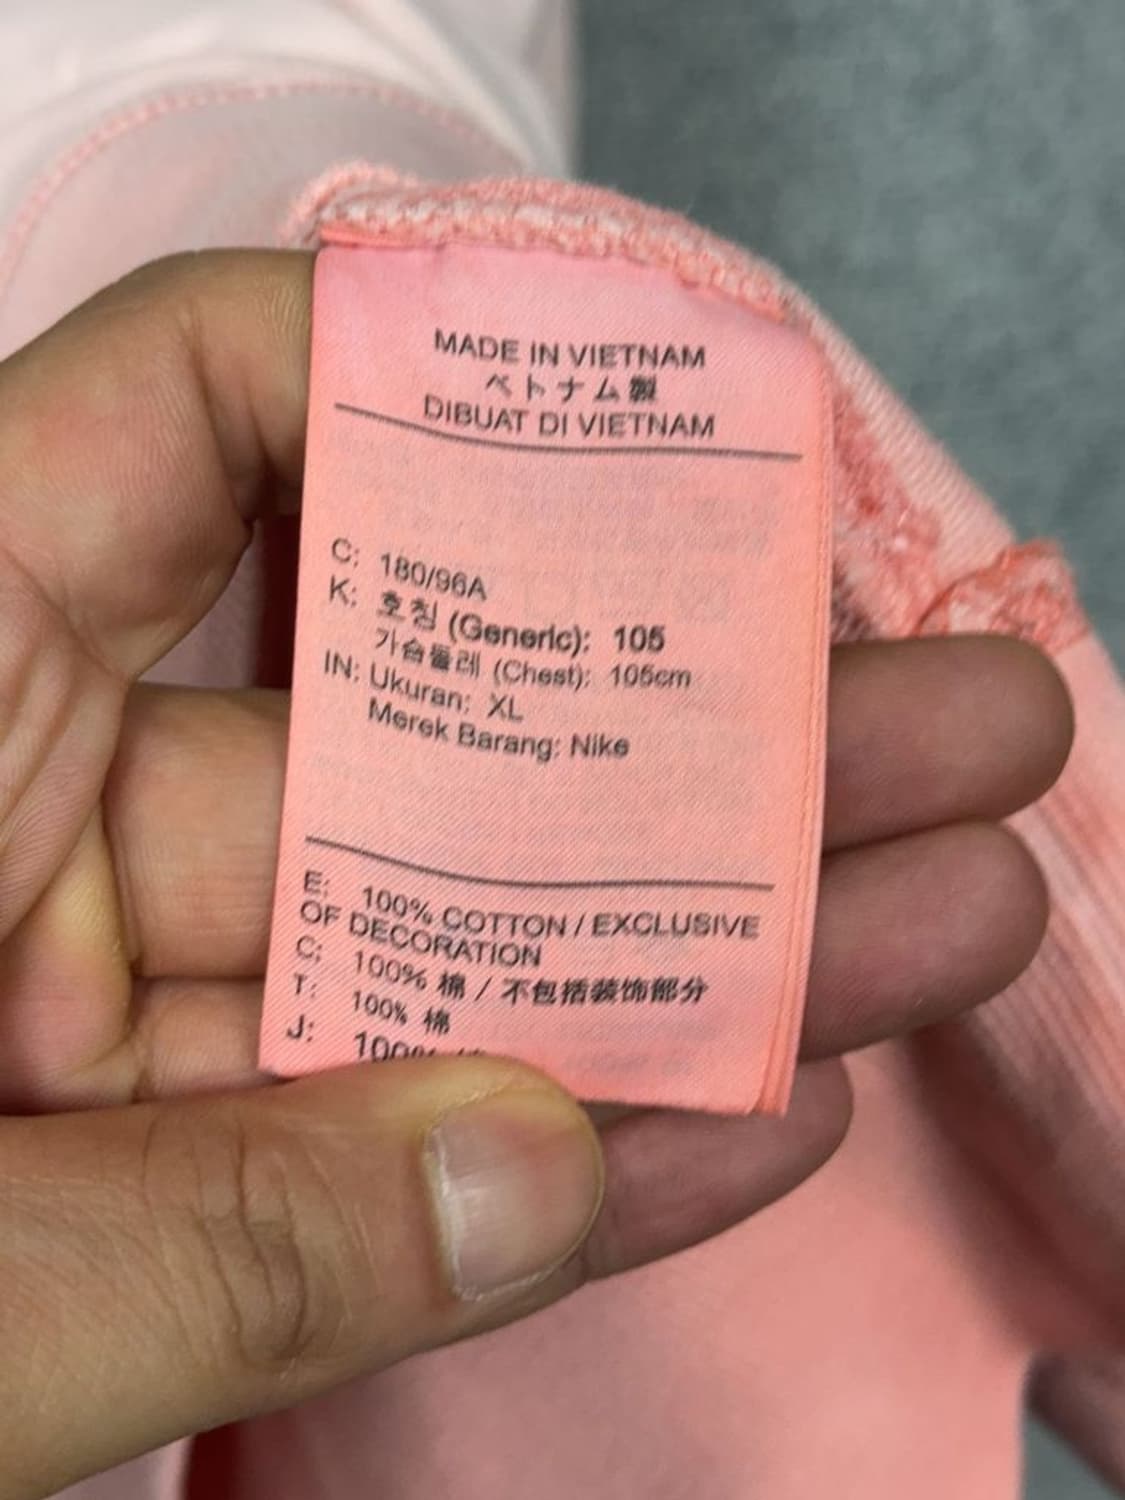 MADE IN VIETNAM
ベトナム製
DIBUAT DI VIETNAM
C: 180/96A
K: 호칭 (Generic): 105
가슴둘레 (Chest): 105cm
IN: Ukuran: XL
Merek Barang: Nike
E: 100% COTTON / EXCLUSIVE
OF DECORATION
C: 100% 棉 / 不包括装饰部分
T: 100% 棉
J: 100%